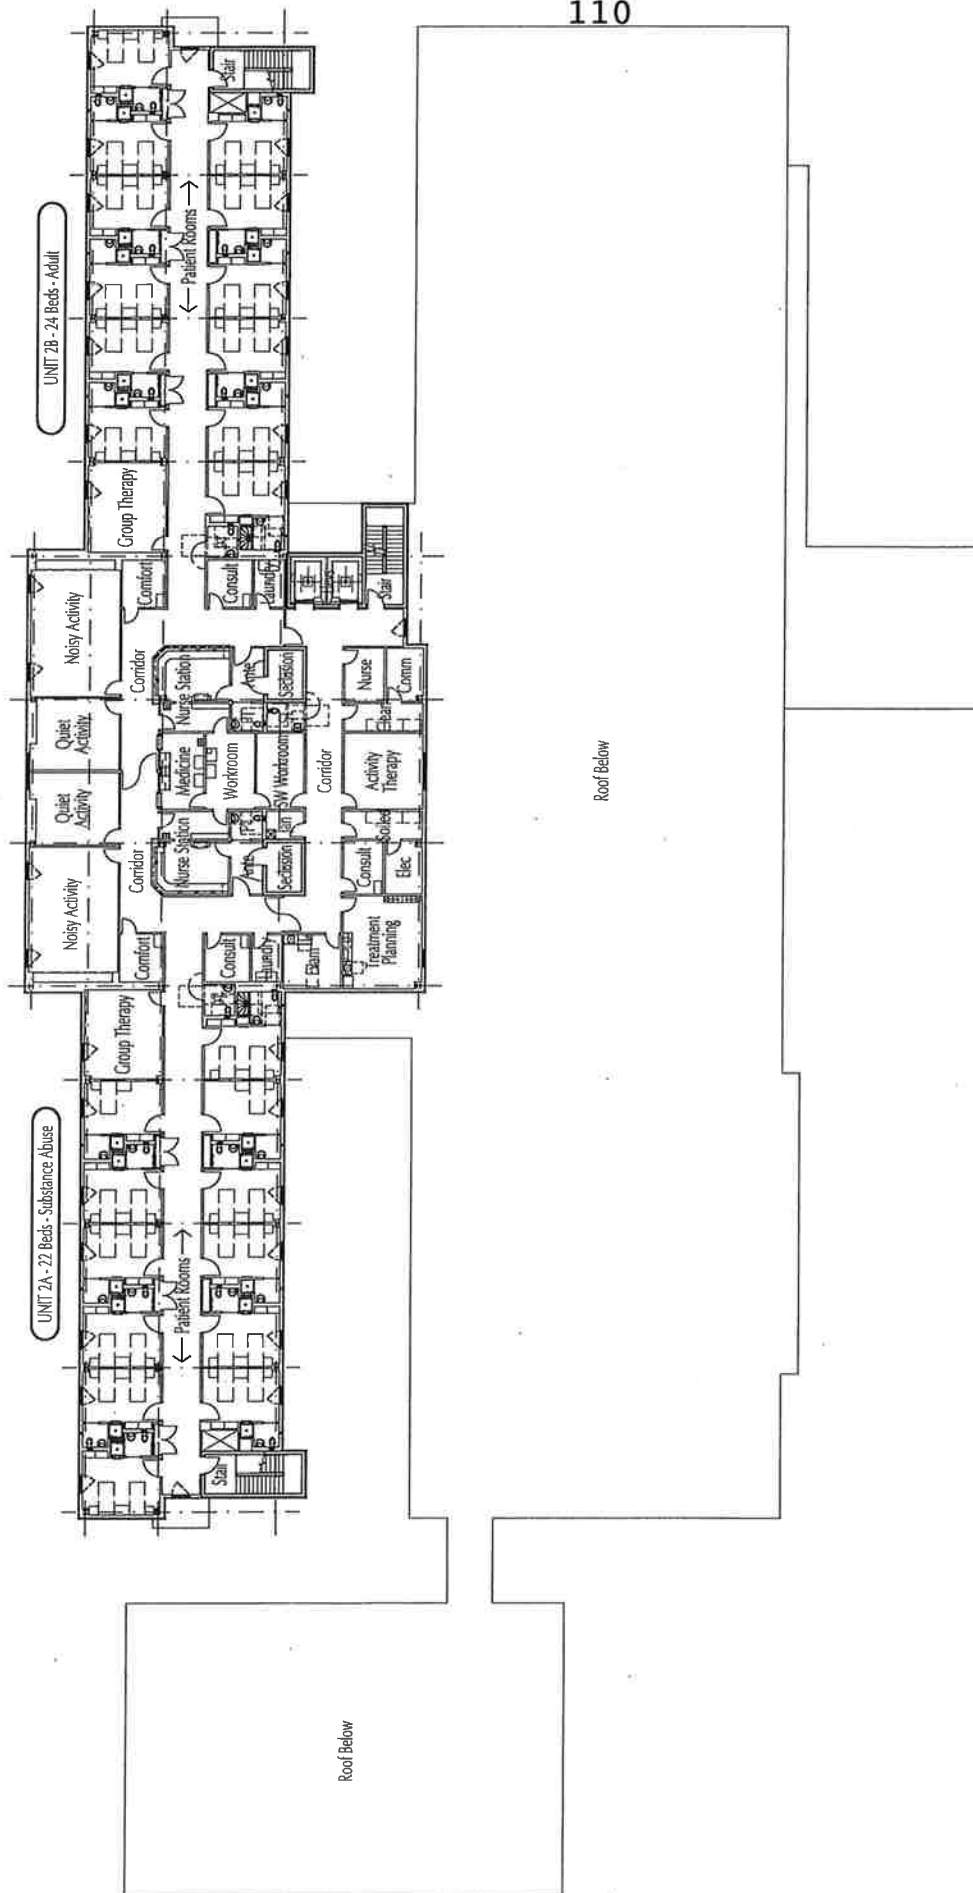 110
Stair
UNIT 2B - 24 Beds - Adult
Patient Rooms
Group Therapy
Comfort
Consult
Laundry
Noisy Activity
Stair
Corridor
Nurse Station
Ante
Seclusion
Nurse
Comm
Quiet
Activity
Clean
Medicine
Workroom
SW Workroom
Corridor
Activity
Therapy
Roof Below
Quiet
Activity
Jan
Soiled
Nurse Station
Ante
Seclusion
Consult
Elec
Corridor
Noisy Activity
Treatment
Planning
Comfort
Consult
Laundry
Exam
Group Therapy
UNIT 2A - 22 Beds - Substance Abuse
Patient Rooms
Stair
Roof Below